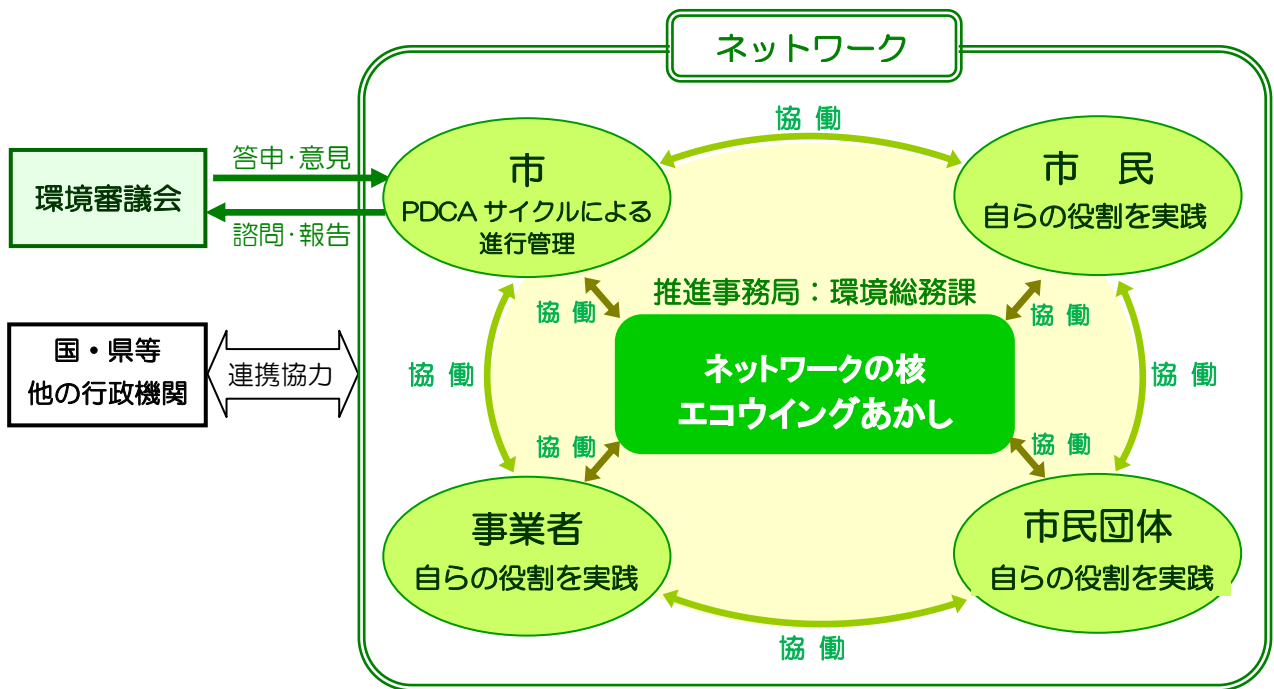 ネットワーク
協 働
答申・意見
環境審議会
諮問・報告
市
PDCA サイクルによる
進行管理
市 民
自らの役割を実践
推進事務局：環境総務課
協 働
協 働
ネットワークの核
エコウイングあかし
国・県等
他の行政機関
連携協力
協 働
協 働
協 働
協 働
事業者
自らの役割を実践
市民団体
自らの役割を実践
協 働